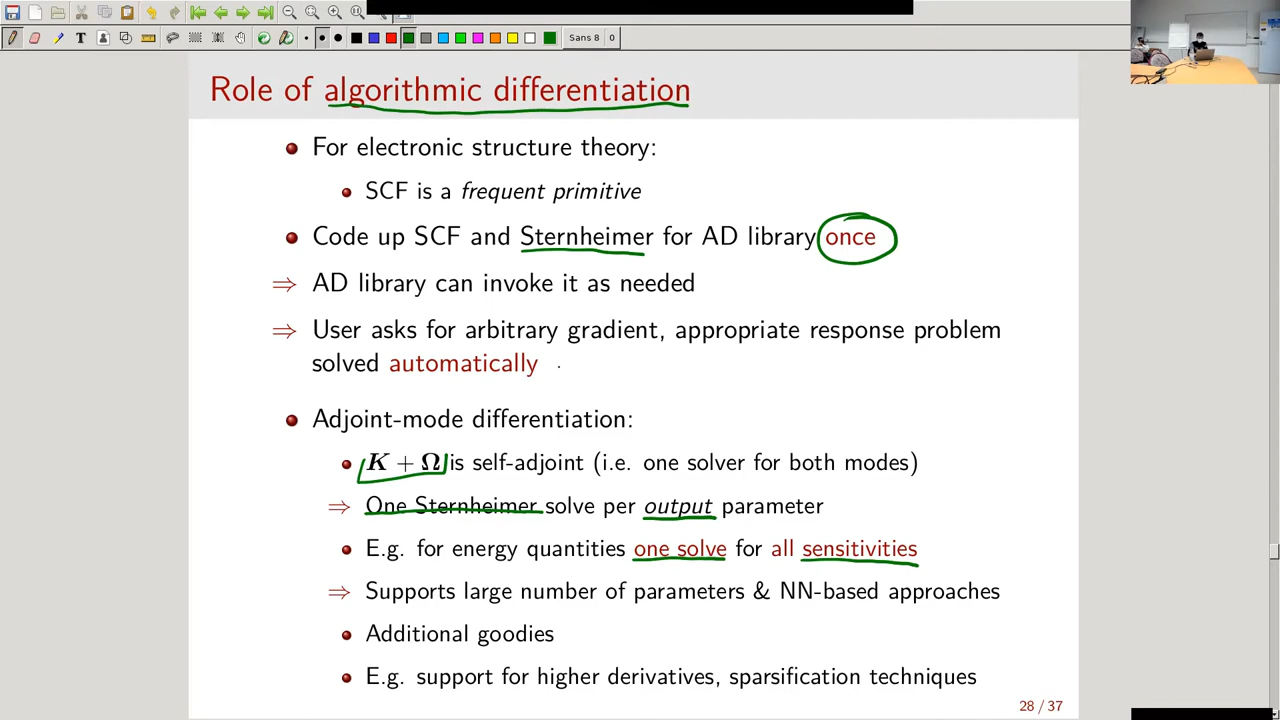 Sans 8 0
Role of algorithmic differentiation
For electronic structure theory:
SCF is a frequent primitive
Code up SCF and Sternheimer for AD library once
⇒ AD library can invoke it as needed
⇒ User asks for arbitrary gradient, appropriate response problem
solved automatically
Adjoint-mode differentiation:
K + Ω is self-adjoint (i.e. one solver for both modes)
⇒ One Sternheimer solve per output parameter
E.g. for energy quantities one solve for all sensitivities
⇒ Supports large number of parameters & NN-based approaches
Additional goodies
E.g. support for higher derivatives, sparsification techniques
28 / 37